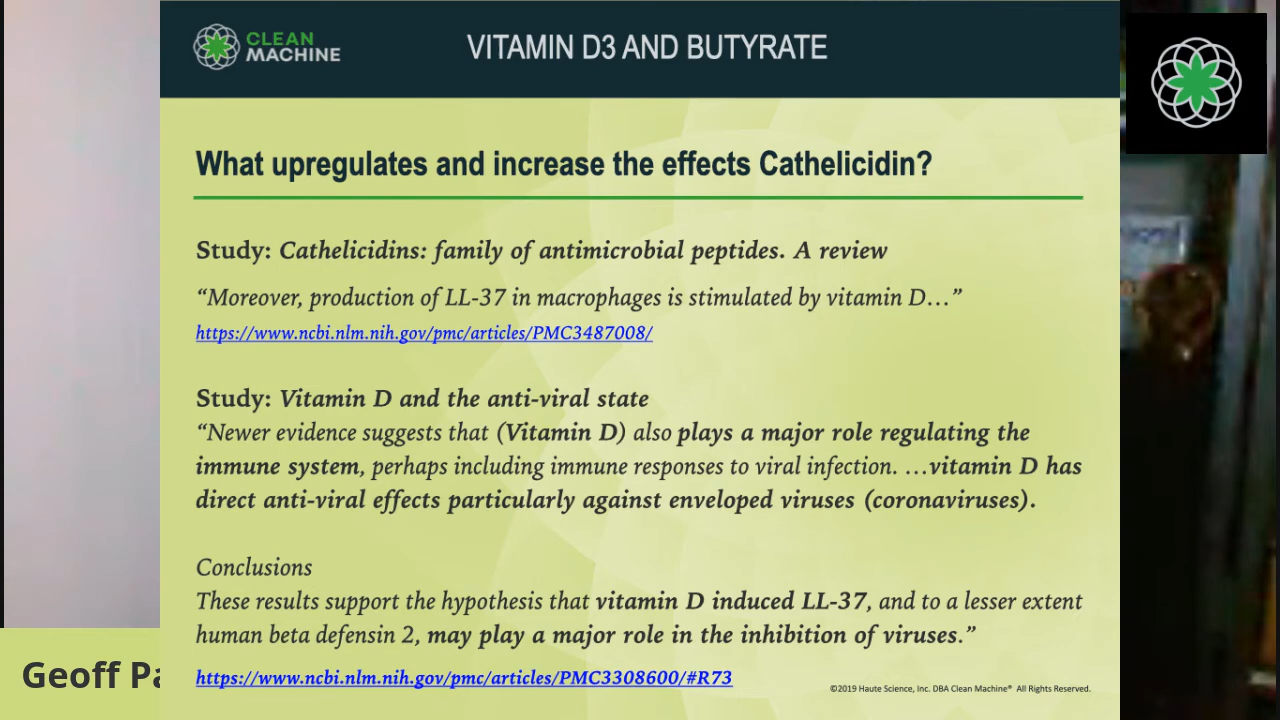 CLEAN
MACHINE
VITAMIN D3 AND BUTYRATE
What upregulates and increase the effects Cathelicidin?
Study: Cathelicidins: family of antimicrobial peptides. A review
“Moreover, production of LL-37 in macrophages is stimulated by vitamin D…”
https://www.ncbi.nlm.nih.gov/pmc/articles/PMC3487008/
Study: Vitamin D and the anti-viral state
“Newer evidence suggests that (Vitamin D) also plays a major role regulating the
immune system, perhaps including immune responses to viral infection. …vitamin D has
direct anti-viral effects particularly against enveloped viruses (coronaviruses).
Conclusions
These results support the hypothesis that vitamin D induced LL-37, and to a lesser extent
human beta defensin 2, may play a major role in the inhibition of viruses.”
https://www.ncbi.nlm.nih.gov/pmc/articles/PMC3308600/#R73
©2019 Haute Science, Inc. DBA Clean Machine® All Rights Reserved.
Geoff Pa